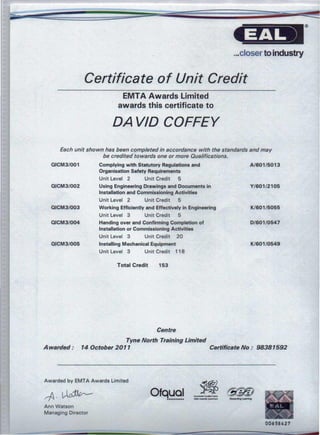 EAL®
...closer to industry
Certificate of Unit Credit
EMTA Awards Limited
awards this certificate to
DAVID COFFEY
Each unit shown has been completed in accordance with the standards and may
be credited towards one or more Qualifications.
QICM3/001 Complying with Statutory Regulations and A/601/5013
Organisation Safety Requirements
Unit Level 2 Unit Credit 5
QICM3/002 Using Engineering Drawings and Documents in Y/601/2105
Installation and Commissioning Activities
Unit Level 2 Unit Credit 5
QICM3/003 Working Efficiently and Effectively in Engineering K/601/5055
Unit Level 3 Unit Credit 5
QICM3/004 Handing over and Confirming Completion of D/601/0547
Installation or Commissioning Activities
Unit Level 3 Unit Credit 20
QICM3/005 Installing Mechanical Equipment K/601/0549
Unit Level 3 Unit Credit 118
Total Credit 153
Centre
Tyne North Training Limited
Awarded : 14 October 2011 Certificate No : 98381592
Awarded by EMTA Awards Limited
Ofqual
Ann Watson
Managing Director
EAL
00658627